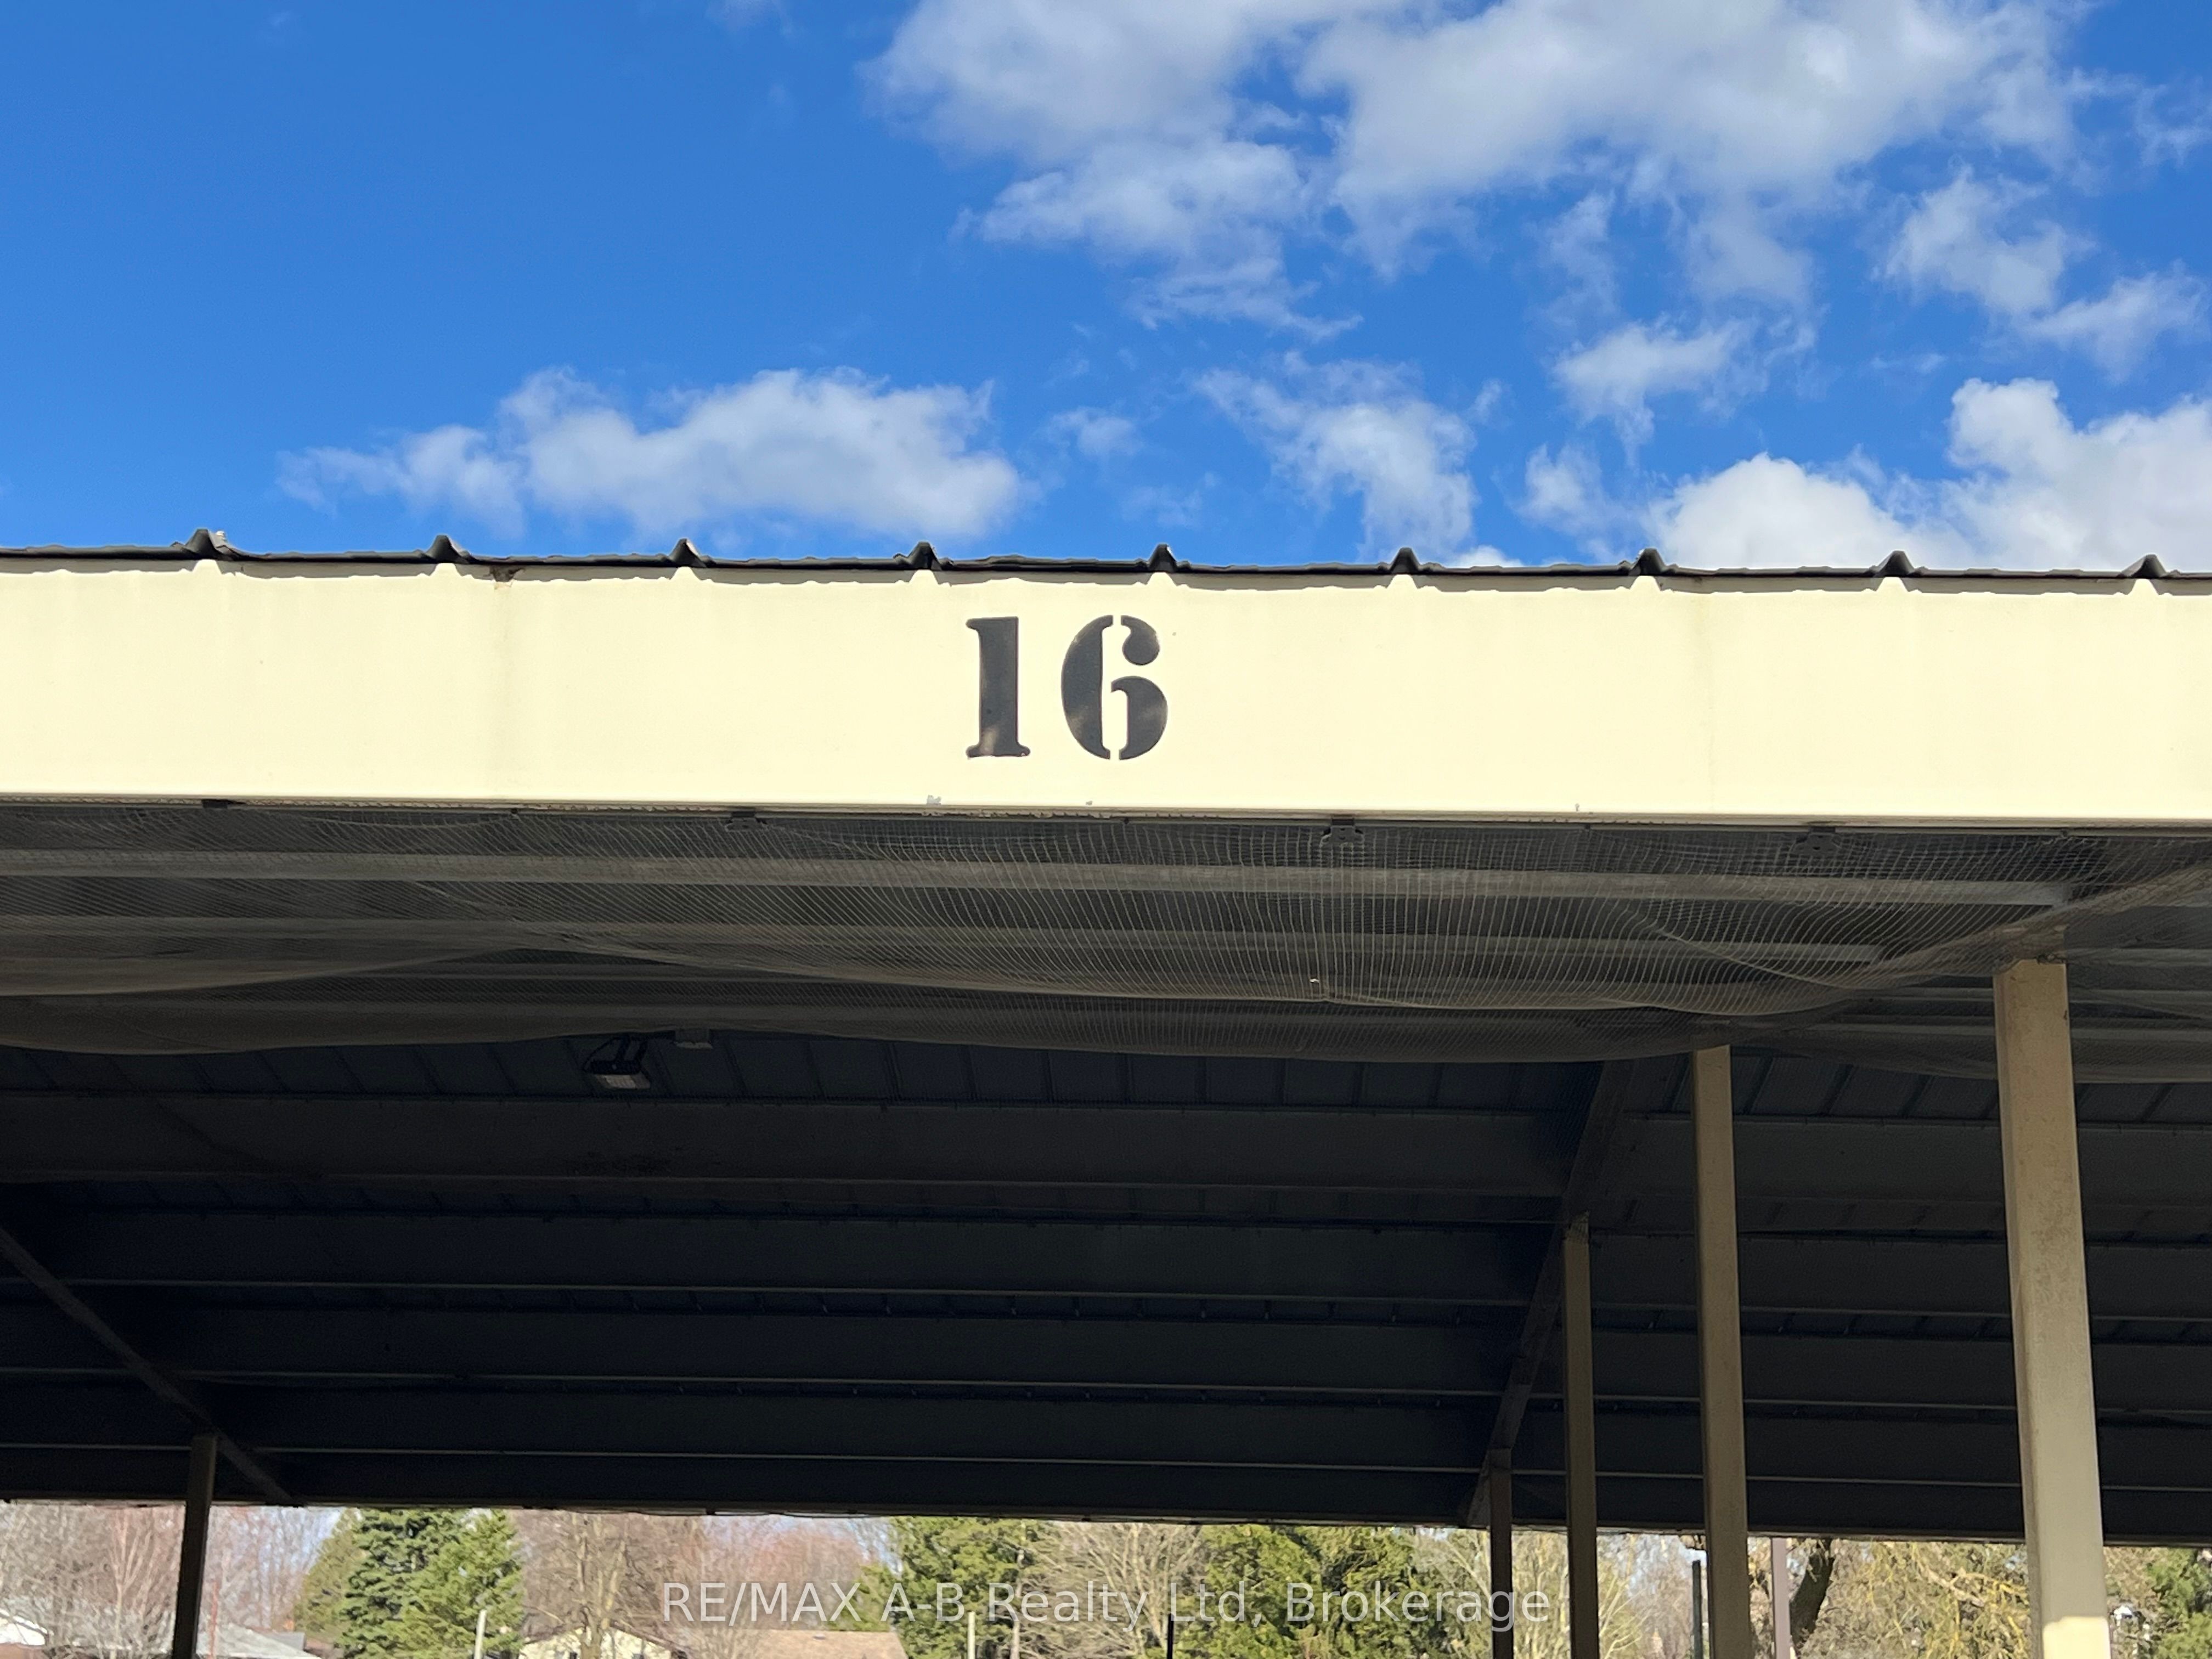 16
RE/MAX A-B Realty Ltd, Brokerage